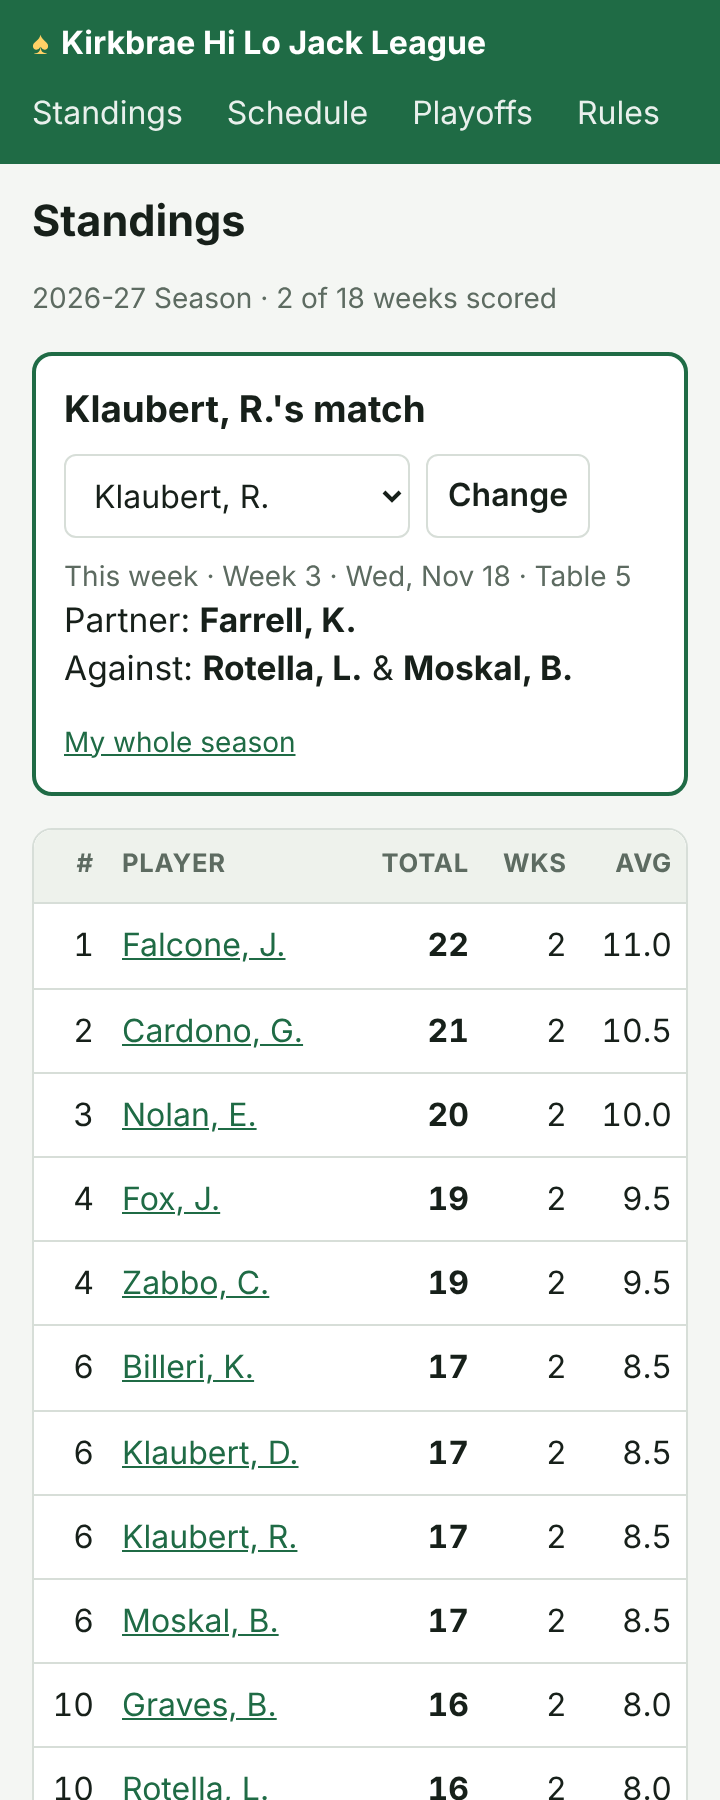 ♠ Kirkbrae Hi Lo Jack League
Standings Schedule Playoffs Rules
Standings
2026-27 Season · 2 of 18 weeks scored
Klaubert, R.'s match
Klaubert, R. Change
This week · Week 3 · Wed, Nov 18 · Table 5
Partner: Farrell, K.
Against: Rotella, L. & Moskal, B.
My whole season
# PLAYER TOTAL WKS AVG
1 Falcone, J. 22 2 11.0
2 Cardono, G. 21 2 10.5
3 Nolan, E. 20 2 10.0
4 Fox, J. 19 2 9.5
4 Zabbo, C. 19 2 9.5
6 Billeri, K. 17 2 8.5
6 Klaubert, D. 17 2 8.5
6 Klaubert, R. 17 2 8.5
6 Moskal, B. 17 2 8.5
10 Graves, B. 16 2 8.0
10 Rotella, L. 16 2 8.0